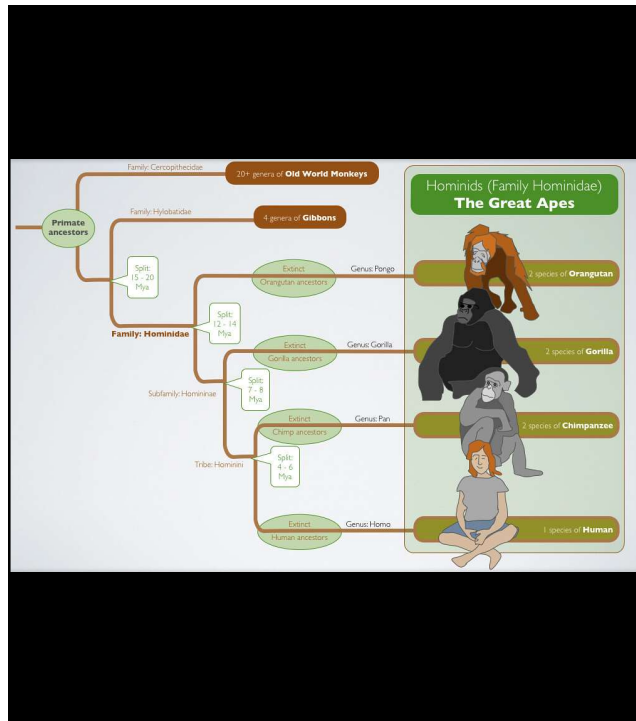 Family: Cercopithecidae
20+ genera of Old World Monkeys
Hominids (Family Hominidae)
The Great Apes
Primate
ancestors
Family: Hylobatidae
4 genera of Gibbons
Split:
15 - 20
Mya
Extinct
Orangutan ancestors
Genus: Pongo
2 species of Orangutan
Family: Hominidae
Split:
12 - 14
Mya
Extinct
Gorilla ancestors
Genus: Gorilla
2 species of Gorilla
Subfamily: Homininae
Split:
7 - 8
Mya
Extinct
Chimp ancestors
Genus: Pan
2 species of Chimpanzee
Tribe: Hominini
Split:
4 - 6
Mya
Extinct
Human ancestors
Genus: Homo
1 species of Human